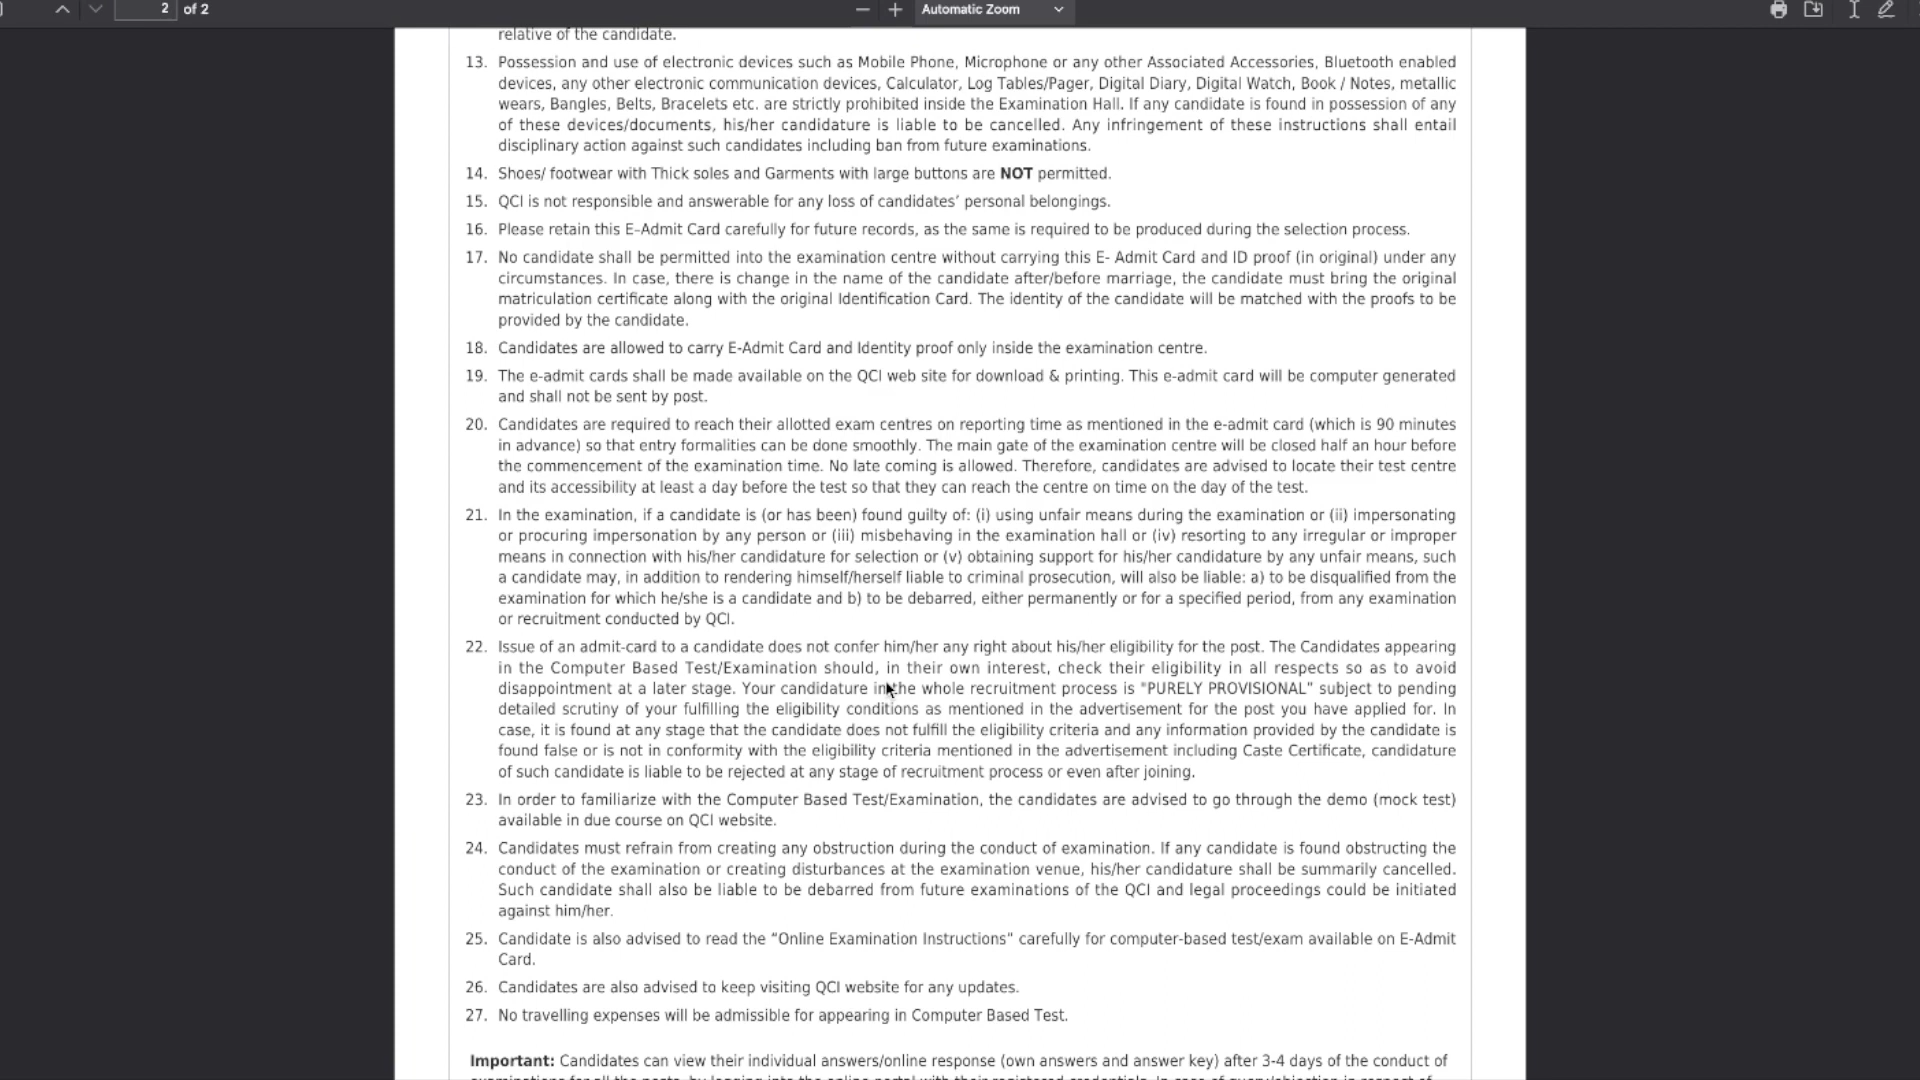 2 of 2 Automatic Zoom
relative of the candidate.
13. Possession and use of electronic devices such as Mobile Phone, Microphone or any other Associated Accessories, Bluetooth enabled
devices, any other electronic communication devices, Calculator, Log Tables/Pager, Digital Diary, Digital Watch, Book / Notes, metallic
wears, Bangles, Belts, Bracelets etc. are strictly prohibited inside the Examination Hall. If any candidate is found in possession of any
of these devices/documents, his/her candidature is liable to be cancelled. Any infringement of these instructions shall entail
disciplinary action against such candidates including ban from future examinations.
14. Shoes/ footwear with Thick soles and Garments with large buttons are NOT permitted.
15. QCI is not responsible and answerable for any loss of candidates’ personal belongings.
16. Please retain this E–Admit Card carefully for future records, as the same is required to be produced during the selection process.
17. No candidate shall be permitted into the examination centre without carrying this E- Admit Card and ID proof (in original) under any
circumstances. In case, there is change in the name of the candidate after/before marriage, the candidate must bring the original
matriculation certificate along with the original Identification Card. The identity of the candidate will be matched with the proofs to be
provided by the candidate.
18. Candidates are allowed to carry E-Admit Card and Identity proof only inside the examination centre.
19. The e-admit cards shall be made available on the QCI web site for download & printing. This e-admit card will be computer generated
and shall not be sent by post.
20. Candidates are required to reach their allotted exam centres on reporting time as mentioned in the e-admit card (which is 90 minutes
in advance) so that entry formalities can be done smoothly. The main gate of the examination centre will be closed half an hour before
the commencement of the examination time. No late coming is allowed. Therefore, candidates are advised to locate their test centre
and its accessibility at least a day before the test so that they can reach the centre on time on the day of the test.
21. In the examination, if a candidate is (or has been) found guilty of: (i) using unfair means during the examination or (ii) impersonating
or procuring impersonation by any person or (iii) misbehaving in the examination hall or (iv) resorting to any irregular or improper
means in connection with his/her candidature for selection or (v) obtaining support for his/her candidature by any unfair means, such
a candidate may, in addition to rendering himself/herself liable to criminal prosecution, will also be liable: a) to be disqualified from the
examination for which he/she is a candidate and b) to be debarred, either permanently or for a specified period, from any examination
or recruitment conducted by QCI.
22. Issue of an admit-card to a candidate does not confer him/her any right about his/her eligibility for the post. The Candidates appearing
in the Computer Based Test/Examination should, in their own interest, check their eligibility in all respects so as to avoid
disappointment at a later stage. Your candidature in the whole recruitment process is "PURELY PROVISIONAL” subject to pending
detailed scrutiny of your fulfilling the eligibility conditions as mentioned in the advertisement for the post you have applied for. In
case, it is found at any stage that the candidate does not fulfill the eligibility criteria and any information provided by the candidate is
found false or is not in conformity with the eligibility criteria mentioned in the advertisement including Caste Certificate, candidature
of such candidate is liable to be rejected at any stage of recruitment process or even after joining.
23. In order to familiarize with the Computer Based Test/Examination, the candidates are advised to go through the demo (mock test)
available in due course on QCI website.
24. Candidates must refrain from creating any obstruction during the conduct of examination. If any candidate is found obstructing the
conduct of the examination or creating disturbances at the examination venue, his/her candidature shall be summarily cancelled.
Such candidate shall also be liable to be debarred from future examinations of the QCI and legal proceedings could be initiated
against him/her.
25. Candidate is also advised to read the “Online Examination Instructions” carefully for computer-based test/exam available on E-Admit
Card.
26. Candidates are also advised to keep visiting QCI website for any updates.
27. No travelling expenses will be admissible for appearing in Computer Based Test.
Important: Candidates can view their individual answers/online response (own answers and answer key) after 3-4 days of the conduct of